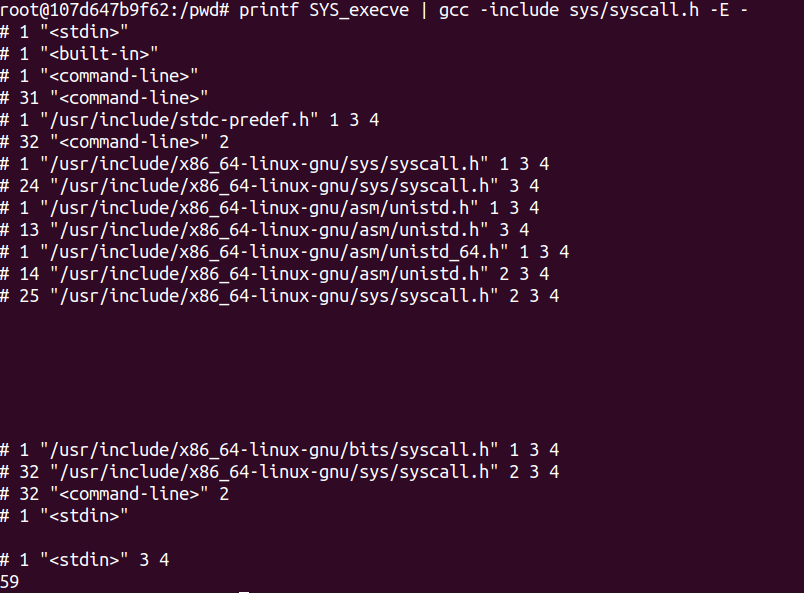 root@107d647b9f62:/pwd# printf SYS_execve | gcc -include sys/syscall.h -E -
# 1 "<stdin>"
# 1 "<built-in>"
# 1 "<command-line>"
# 31 "<command-line>"
# 1 "/usr/include/stdc-predef.h" 1 3 4
# 32 "<command-line>" 2
# 1 "/usr/include/x86_64-linux-gnu/sys/syscall.h" 1 3 4
# 24 "/usr/include/x86_64-linux-gnu/sys/syscall.h" 3 4
# 1 "/usr/include/x86_64-linux-gnu/asm/unistd.h" 1 3 4
# 13 "/usr/include/x86_64-linux-gnu/asm/unistd.h" 3 4
# 1 "/usr/include/x86_64-linux-gnu/asm/unistd_64.h" 1 3 4
# 14 "/usr/include/x86_64-linux-gnu/asm/unistd.h" 2 3 4
# 25 "/usr/include/x86_64-linux-gnu/sys/syscall.h" 2 3 4
# 1 "/usr/include/x86_64-linux-gnu/bits/syscall.h" 1 3 4
# 32 "/usr/include/x86_64-linux-gnu/sys/syscall.h" 2 3 4
# 32 "<command-line>" 2
# 1 "<stdin>"
# 1 "<stdin>" 3 4
59